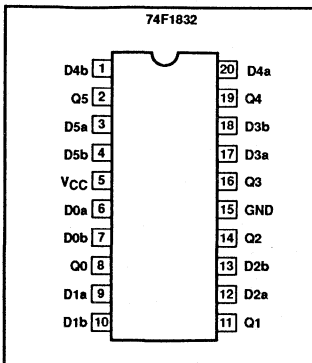 74F1832
D4b 1 20 D4a
Q5 2 19 Q4
D5a 3 18 D3b
D5b 4 17 D3a
VCC 5 16 Q3
D0a 6 15 GND
D0b 7 14 Q2
Q0 8 13 D2b
D1a 9 12 D2a
D1b 10 11 Q1